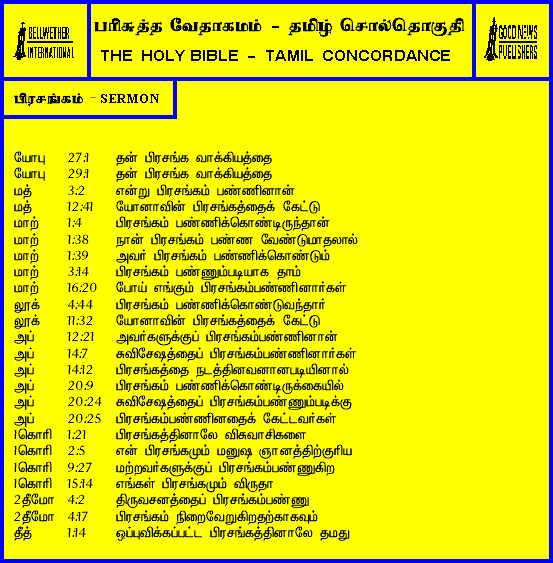 BELLWETHER
INTERNATIONAL
பரிசுத்த வேதாகமம் - தமிழ் சொல்தொகுதி
THE HOLY BIBLE - TAMIL CONCORDANCE
GOOD NEWS
PUBLISHERS
பிரசங்கம் - SERMON
யோபு 27:1 தன் பிரசங்க வாக்கியத்தை
யோபு 29:1 தன் பிரசங்க வாக்கியத்தை
மத் 3:2 என்று பிரசங்கம் பண்ணினான்
மத் 12:41 யோனாவின் பிரசங்கத்தைக் கேட்டு
மாற் 1:4 பிரசங்கம் பண்ணிக்கொண்டிருந்தான்
மாற் 1:38 நான் பிரசங்கம் பண்ண வேண்டுமாதலால்
மாற் 1:39 அவர் பிரசங்கம் பண்ணிக்கொண்டும்
மாற் 3:14 பிரசங்கம் பண்ணும்படியாக தாம்
மாற் 16:20 போய் எங்கும் பிரசங்கம்பண்ணினார்கள்
லூக் 4:44 பிரசங்கம் பண்ணிக்கொண்டுவந்தார்
லூக் 11:32 யோனாவின் பிரசங்கத்தைக் கேட்டு
அப் 12:21 அவர்களுக்குப் பிரசங்கம்பண்ணினான்
அப் 14:7 சுவிசேஷத்தைப் பிரசங்கம்பண்ணினார்கள்
அப் 14:12 பிரசங்கத்தை நடத்தினவனானபடியினால்
அப் 20:9 பிரசங்கம் பண்ணிக்கொண்டிருக்கையில்
அப் 20:24 சுவிசேஷத்தைப் பிரசங்கம்பண்ணும்படிக்கு
அப் 20:25 பிரசங்கம்பண்ணினதைக் கேட்டவர்கள்
1கொரி 1:21 பிரசங்கத்தினாலே விசுவாசிகளை
1கொரி 2:5 என் பிரசங்கமும் மனுஷ ஞானத்திற்குரிய
1கொரி 9:27 மற்றவர்களுக்குப் பிரசங்கம்பண்ணுகிற
1கொரி 15:14 எங்கள் பிரசங்கமும் விருதா
2தீமோ 4:2 திருவசனத்தைப் பிரசங்கம்பண்ணு
2தீமோ 4:17 பிரசங்கம் நிறைவேறுகிறதற்காகவும்
தீத் 1:14 ஒப்புவிக்கப்பட்ட பிரசங்கத்தினாலே தமது